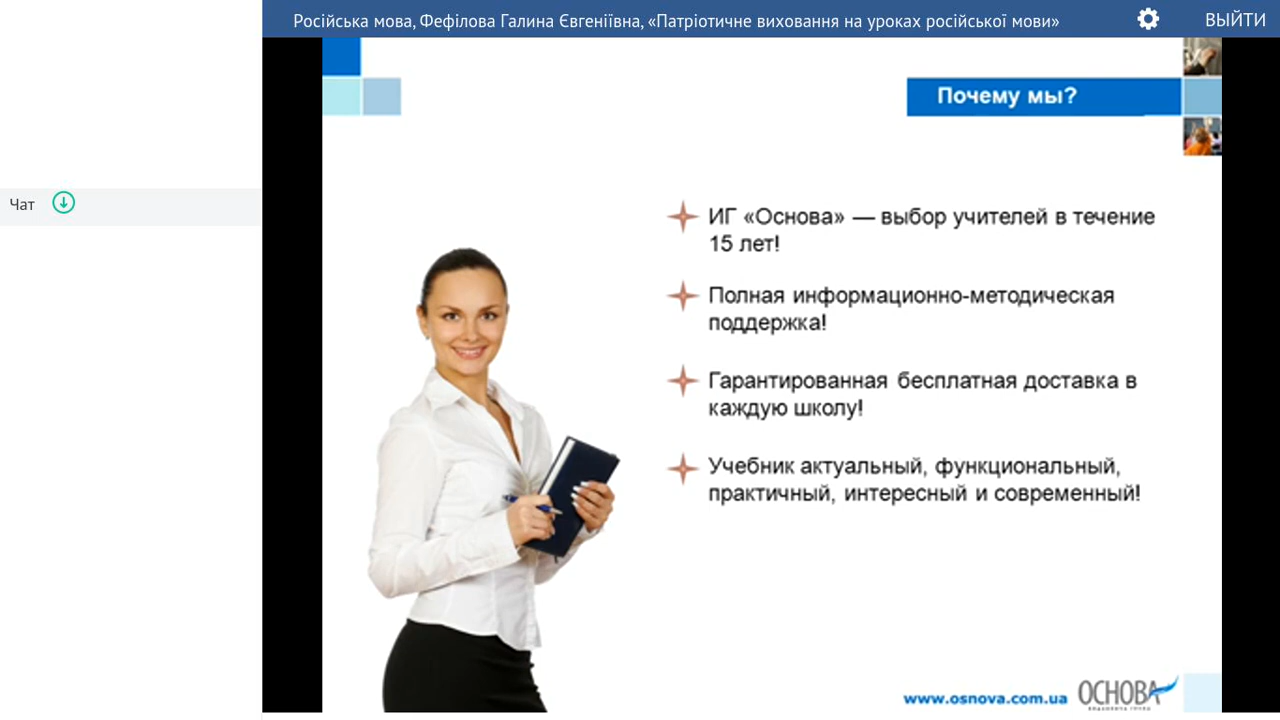 Російська мова, Фефілова Галина Євгеніївна, «Патріотичне виховання на уроках російської мови»
ВЫЙТИ
Чат
Почему мы?
ИГ «Основа» — выбор учителей в течение
15 лет!
Полная информационно-методическая
поддержка!
Гарантированная бесплатная доставка в
каждую школу!
Учебник актуальный, функциональный,
практичный, интересный и современный!
www.osnova.com.ua
ОСНОВА